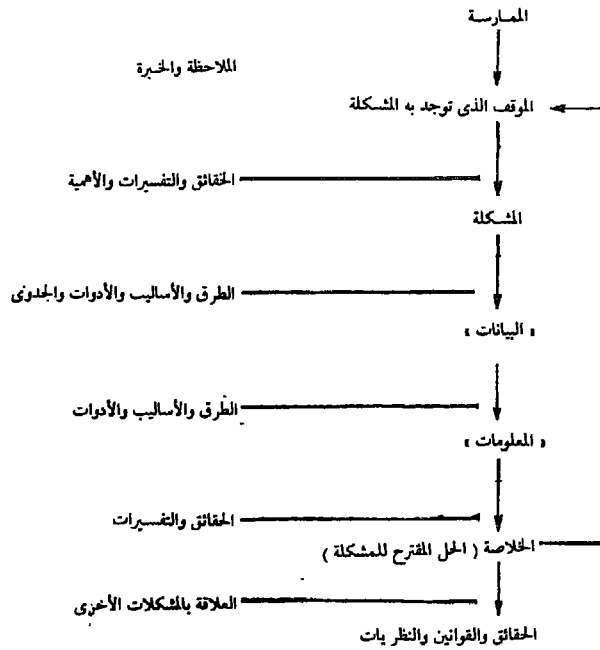 الممارسة
الملاحظة والخبرة
الموقف الذى توجد به المشكلة
الحقائق والتفسيرات والأهمية
المشكلة
الطرق والأساليب والأدوات والجدوى
« البيانات »
الطرق والأساليب والأدوات
« المعلومات »
الحقائق والتفسيرات
الخلاصة ( الحل المقترح للمشكلة )
العلاقة بالمشكلات الأخرى
الحقائق والقوانين والنظريات